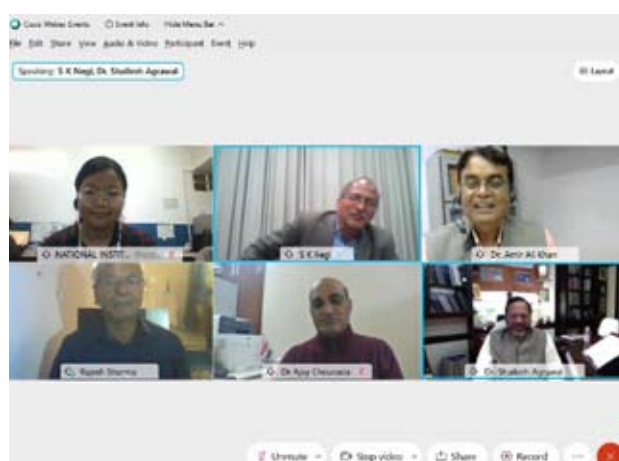 Cisco Webex Events Event Info Hide Menu Bar
File Edit Share View Audio & Video Participant Event Help
Speaking: S K Negi, Dr. Shailesh Agrawal
Layout
NATIONAL INSTIT...
S K Negi
Dr. Amir Ali Khan
Rajesh Sharma
Dr Ajay Chourasia
Dr. Shailesh Agrawal
Unmute Stop video Share Record